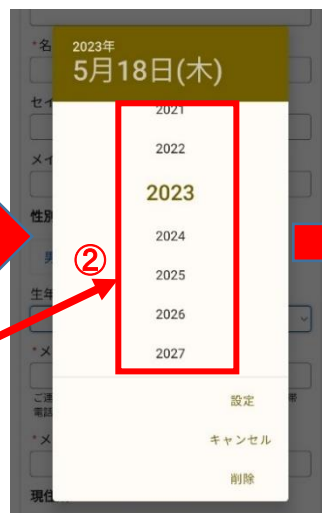 *名
2023年
5月18日(木)
セイ
2021
メイ
2022
2023
性別
2024
男
②
2025
生年
2026
*メ
2027
ご連
電話
設定
帯
*メ
キャンセル
削除
現住